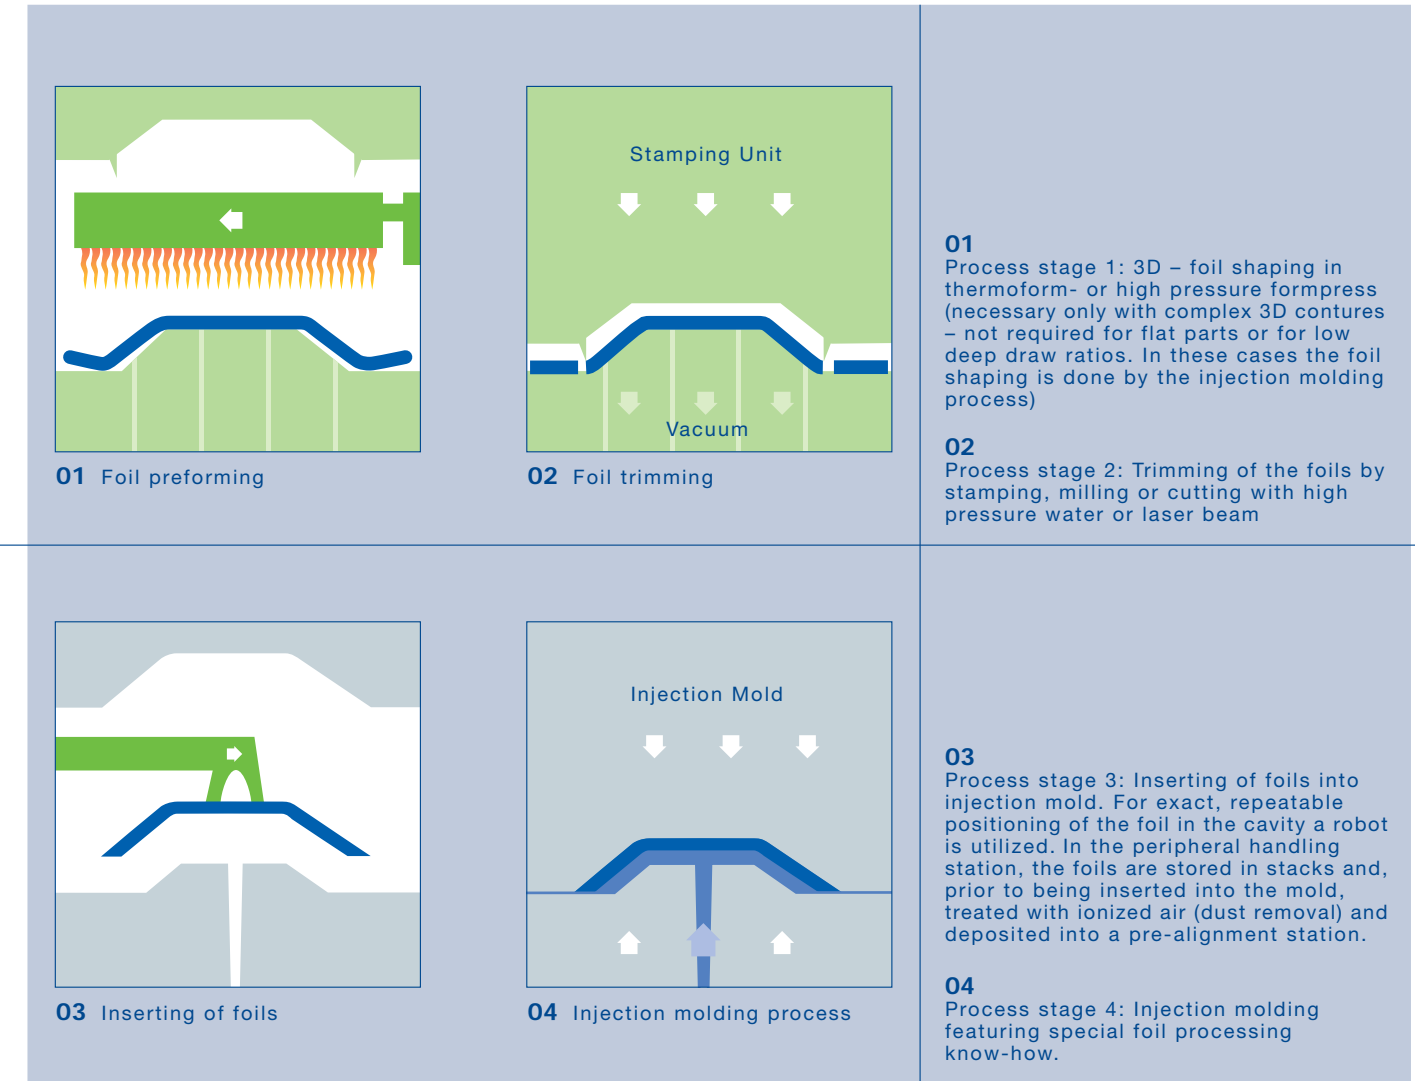 Stamping Unit
Vacuum
01 Foil preforming
02 Foil trimming
01
Process stage 1: 3D – foil shaping in
thermoform- or high pressure formpress
(necessary only with complex 3D contures
– not required for flat parts or for low
deep draw ratios. In these cases the foil
shaping is done by the injection molding
process)
02
Process stage 2: Trimming of the foils by
stamping, milling or cutting with high
pressure water or laser beam
Injection Mold
03 Inserting of foils
04 Injection molding process
03
Process stage 3: Inserting of foils into
injection mold. For exact, repeatable
positioning of the foil in the cavity a robot
is utilized. In the peripheral handling
station, the foils are stored in stacks and,
prior to being inserted into the mold,
treated with ionized air (dust removal) and
deposited into a pre-alignment station.
04
Process stage 4: Injection molding
featuring special foil processing
know-how.